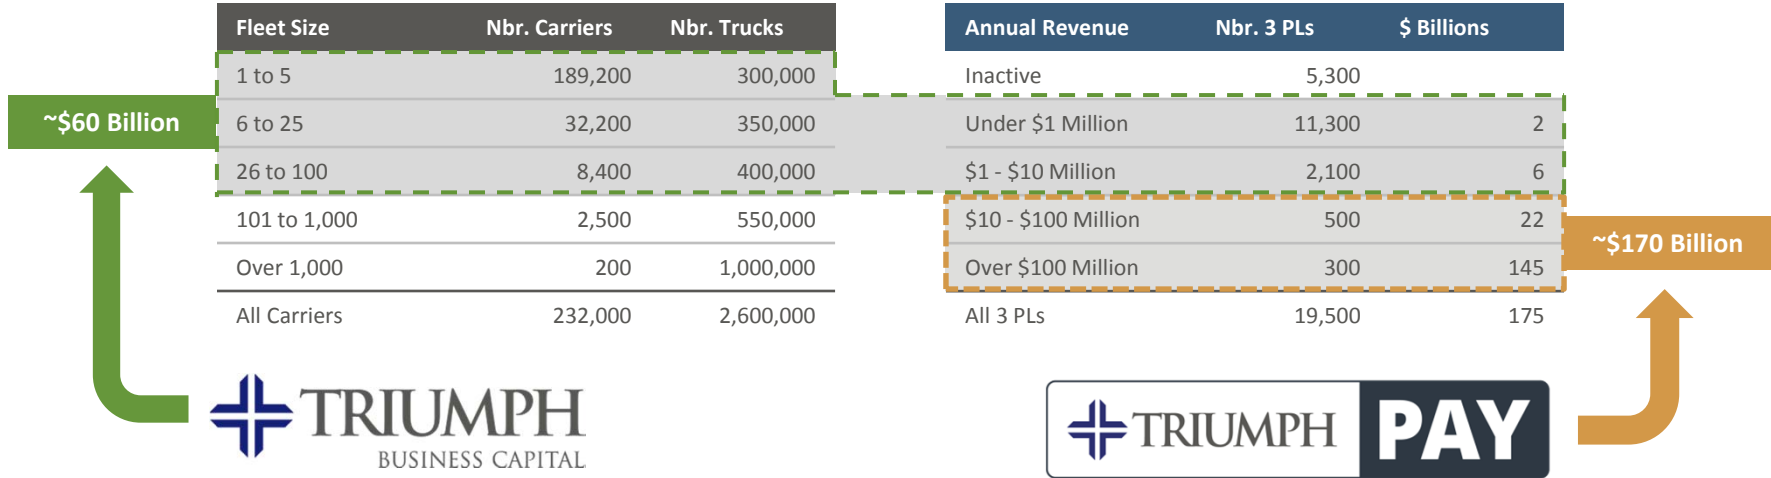 Fleet Size Nbr. Carriers Nbr. Trucks
1 to 5 189,200 300,000
6 to 25 32,200 350,000
26 to 100 8,400 400,000
101 to 1,000 2,500 550,000
Over 1,000 200 1,000,000
All Carriers 232,000 2,600,000
~$60 Billion
Annual Revenue Nbr. 3 PLs $ Billions
Inactive 5,300
Under $1 Million 11,300 2
$1 - $10 Million 2,100 6
$10 - $100 Million 500 22
Over $100 Million 300 145
All 3 PLs 19,500 175
~$170 Billion
TRIUMPH
BUSINESS CAPITAL
TRIUMPH PAY